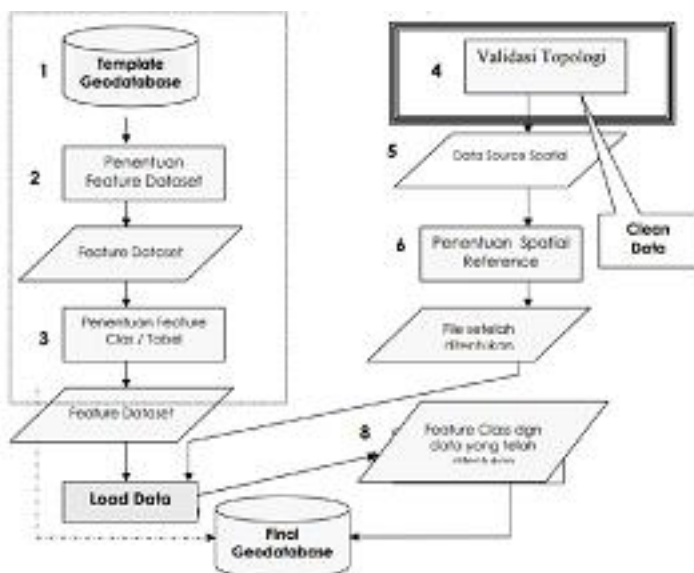 1
Template
Geodatabase
2
Penentuan
Feature Dataset
Feature Dataset
3
Penentuan Feature
Clas / Tabel
Feature Dataset
Load Data
4
Validasi Topologi
5
Data Source Spatial
Clean
Data
6
Penentuan Spatial
Reference
File setelah
ditentukan
8
Feature Class dgn
data yang telah
Final
Geodatabase